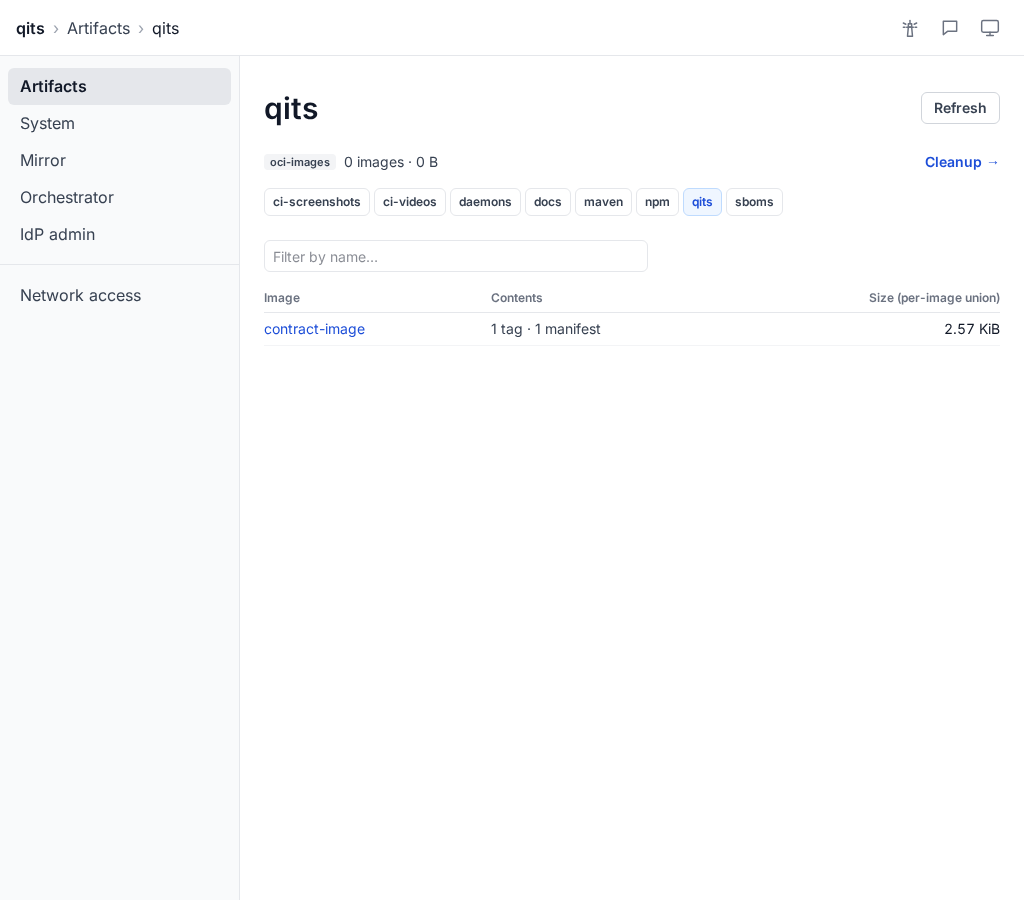 qits › Artifacts › qits
Artifacts
System
Mirror
Orchestrator
IdP admin
Network access
qits
Refresh
oci-images 0 images · 0 B
Cleanup →
ci-screenshots ci-videos daemons docs maven npm qits sboms
Filter by name...
Image Contents Size (per-image union)
contract-image 1 tag · 1 manifest 2.57 KiB